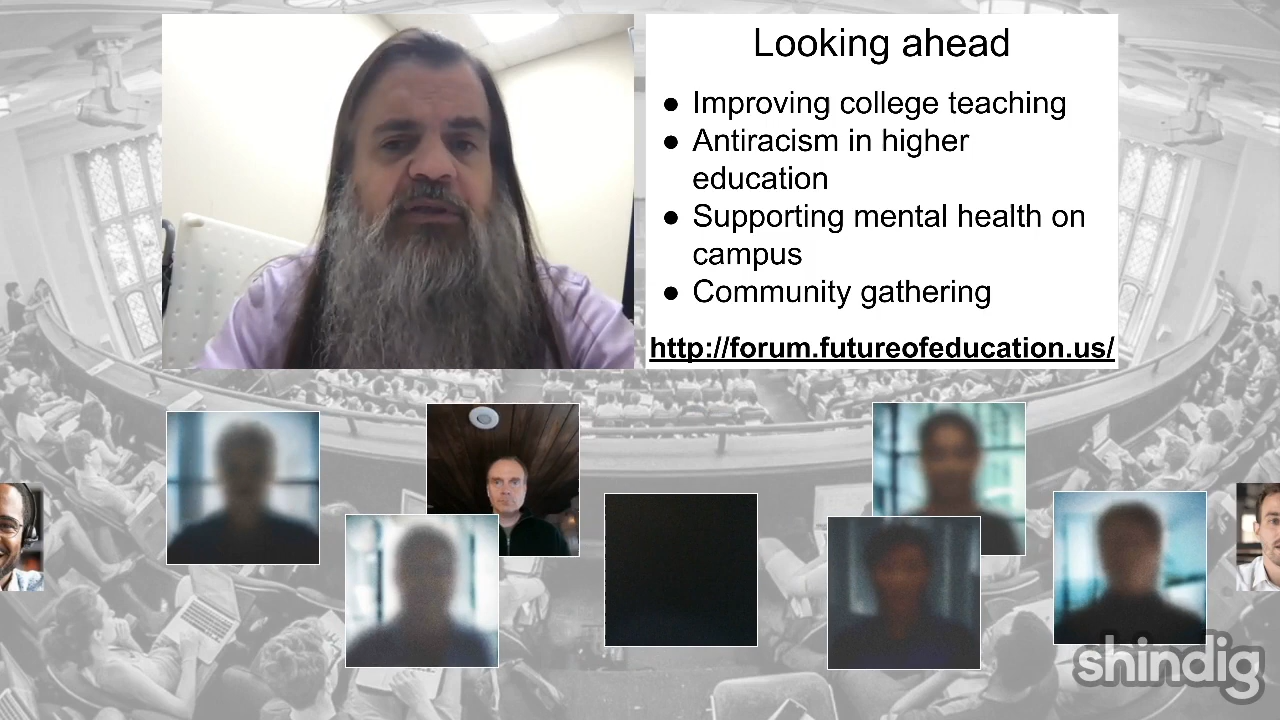 Looking ahead
● Improving college teaching
● Antiracism in higher
education
● Supporting mental health on
campus
● Community gathering
http://forum.futureofeducation.us/
shindig